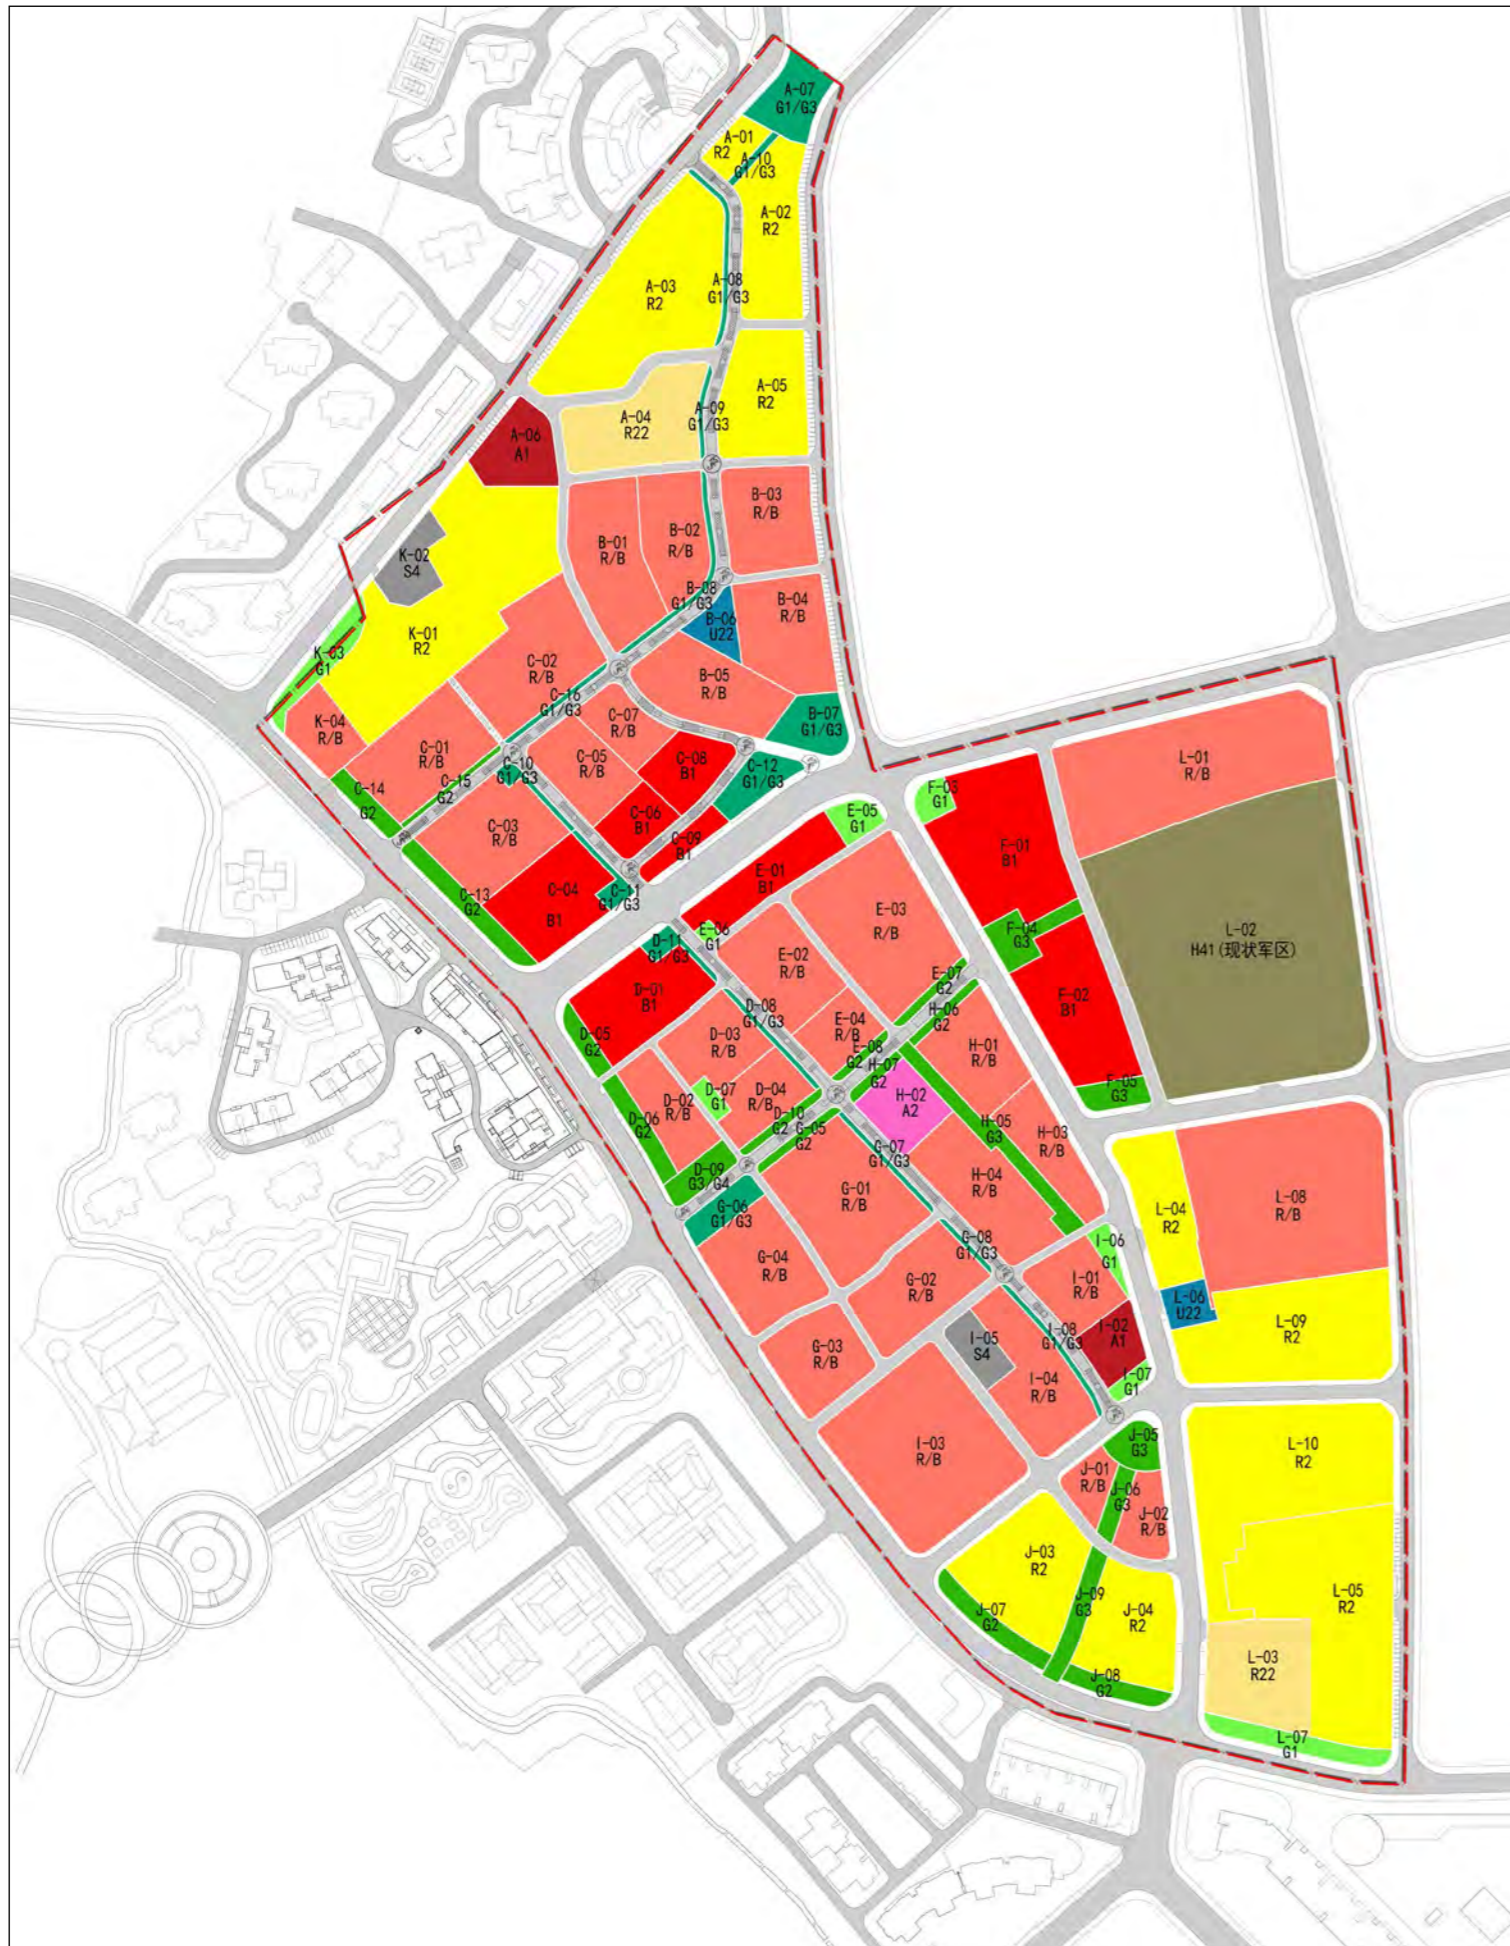 A-07
G1/G3
A-01
R2
A-10
G1/G3
A-02
R2
A-03
R2
A-08
G1/G3
A-05
R2
A-09
G1/G3
A-04
R22
A-06
A1
B-03
R/B
B-02
R/B
B-01
R/B
K-02
S4
B-08
G1/G3
B-06
U22
B-04
R/B
K-01
R2
K-03
G1
C-02
R/B
B-05
R/B
C-16
G1/G3
C-07
R/B
B-07
G1/G3
K-04
R/B
C-01
R/B
C-05
R/B
C-08
B1
C-10
G1/G3
C-12
G1/G3
C-15
G2
C-14
G2
L-01
R/B
F-03
G1
E-05
G1
C-06
B1
C-03
R/B
C-09
B1
F-01
B1
E-01
B1
C-04
B1
C-11
G1/G3
C-13
G2
E-03
R/B
E-06
G1
F-04
G3
L-02
H41(现状军区)
D-11
G1/G3
E-02
R/B
E-07
G2
D-01
B1
F-02
B1
D-08
G1/G3
H-06
G2
E-04
R/B
D-05
G2
D-03
R/B
E-08
G2
H-01
R/B
H-07
G2
F-05
G3
D-07
G1
D-04
R/B
H-02
A2
D-02
R/B
D-06
G2
D-10
G2
G-05
G2
H-05
G3
H-03
R/B
G-07
G1/G3
D-09
G3/G4
H-04
R/B
G-01
R/B
G-06
G1/G3
L-04
R2
L-08
R/B
G-08
G1/G3
I-06
G1
G-04
R/B
G-02
R/B
I-01
R/B
L-06
U22
L-09
R2
I-08
G1/G3
I-02
A1
I-05
S4
G-03
R/B
I-04
R/B
I-07
G1
I-03
R/B
J-05
G3
L-10
R2
J-01
R/B
J-06
G3
J-02
R/B
J-03
R2
J-09
G3
J-04
R2
J-07
G2
L-05
R2
L-03
R22
J-08
G2
L-07
G1